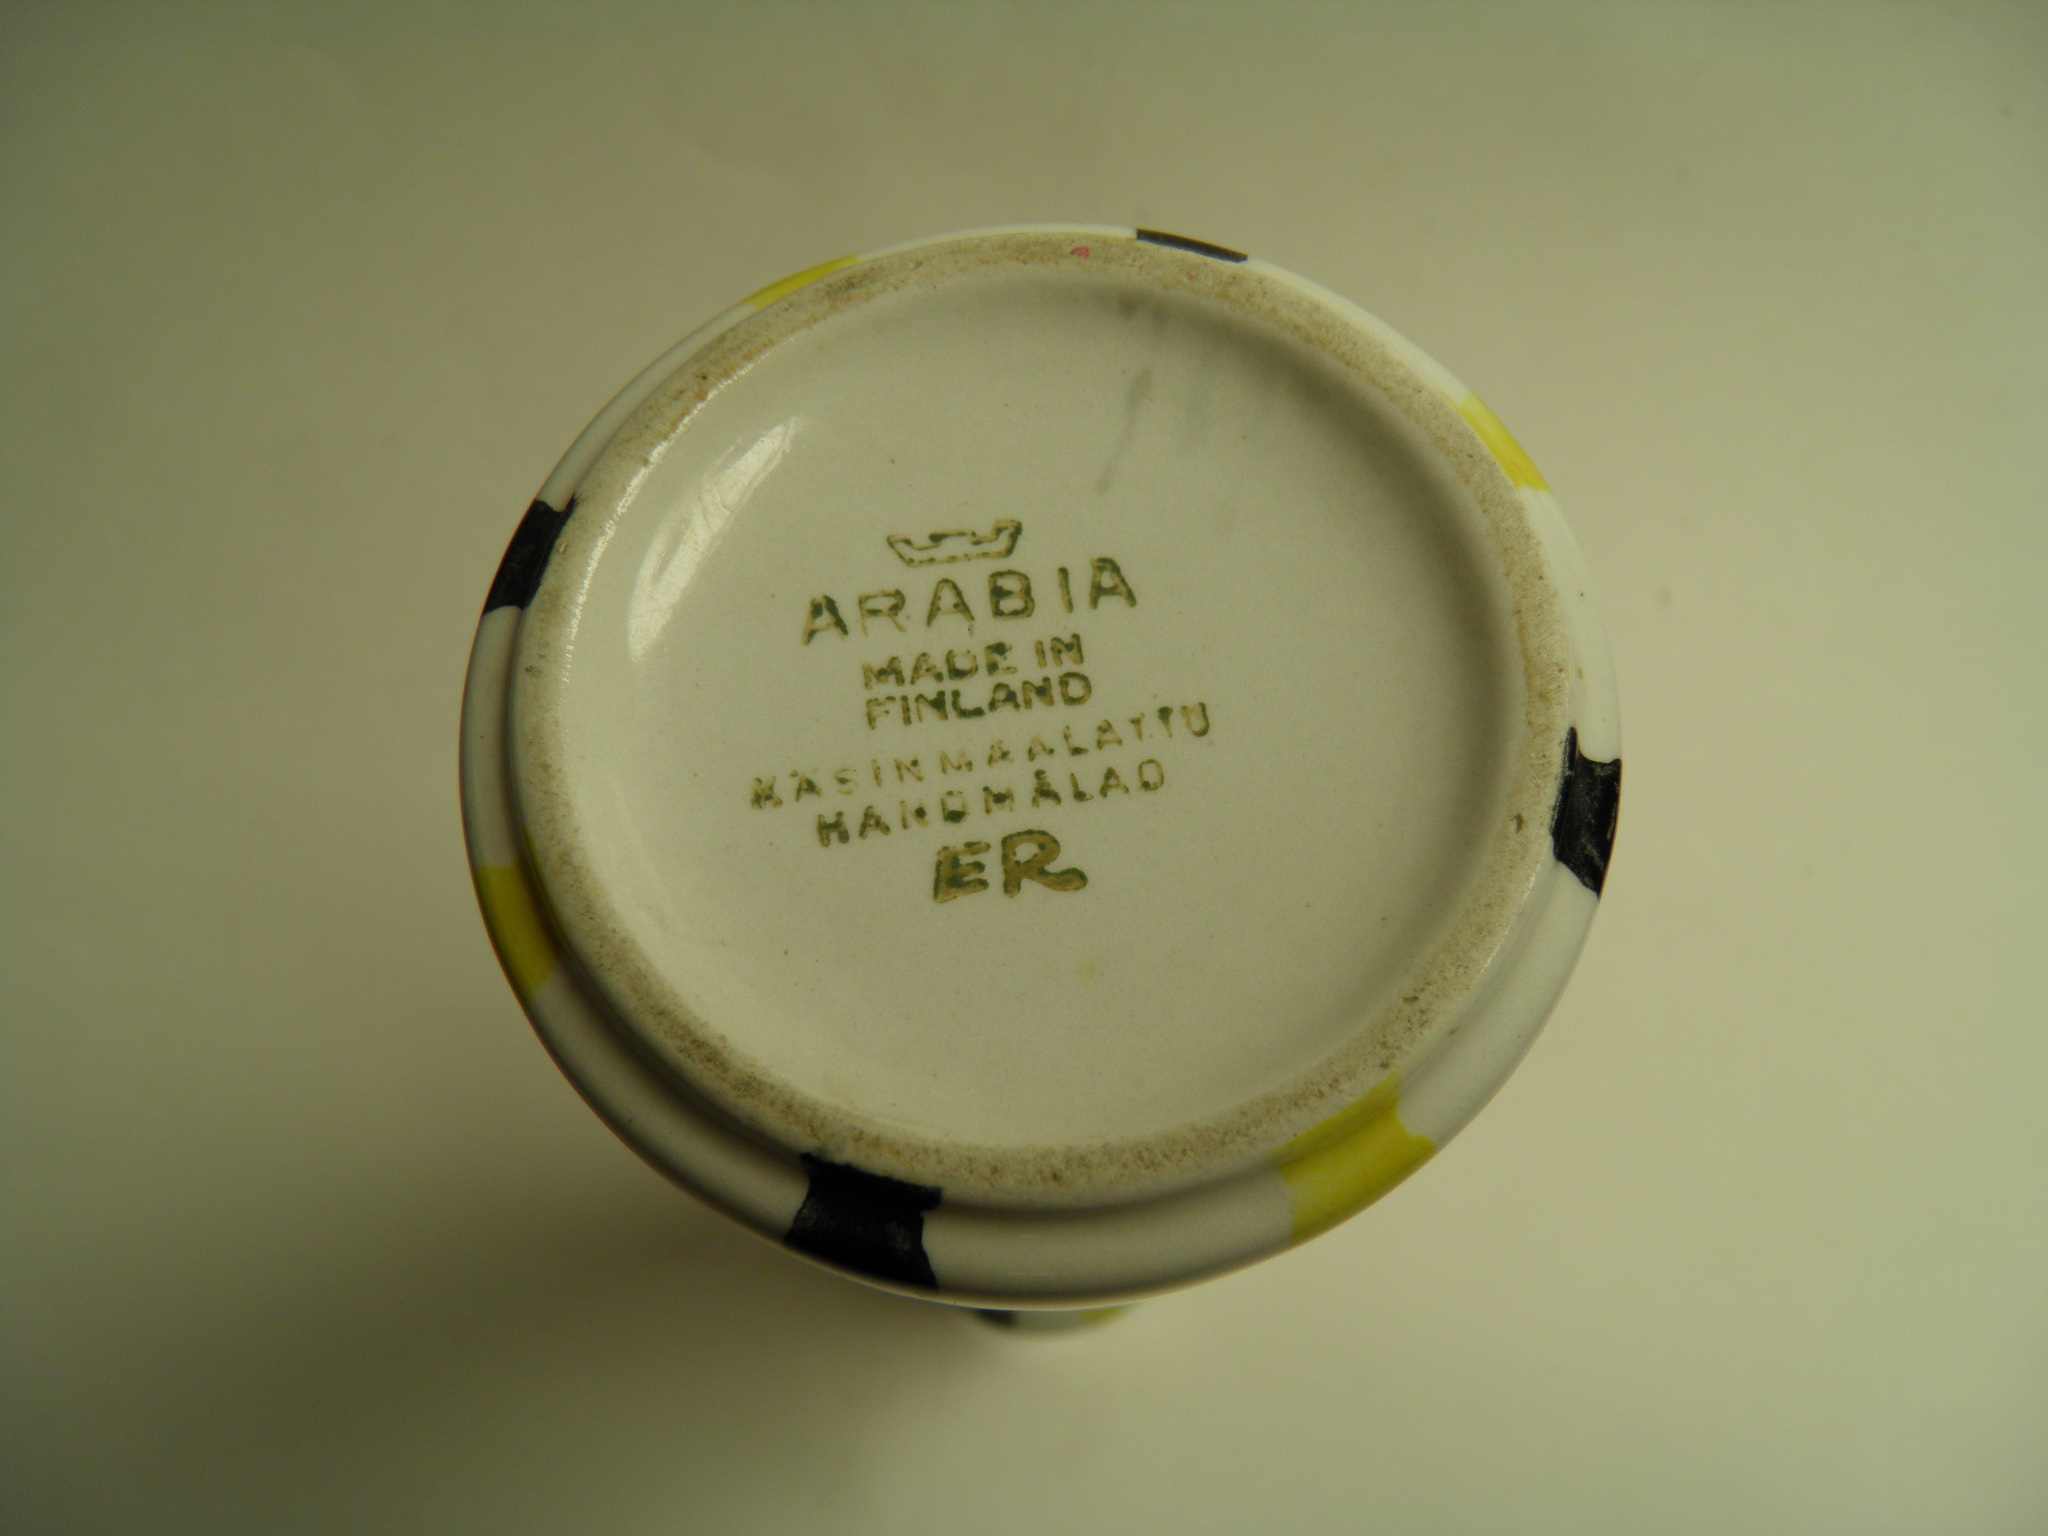 ARABIA
MADE IN
FINLAND
KÄSINMAALATTU
HANDMÅLAD
ER